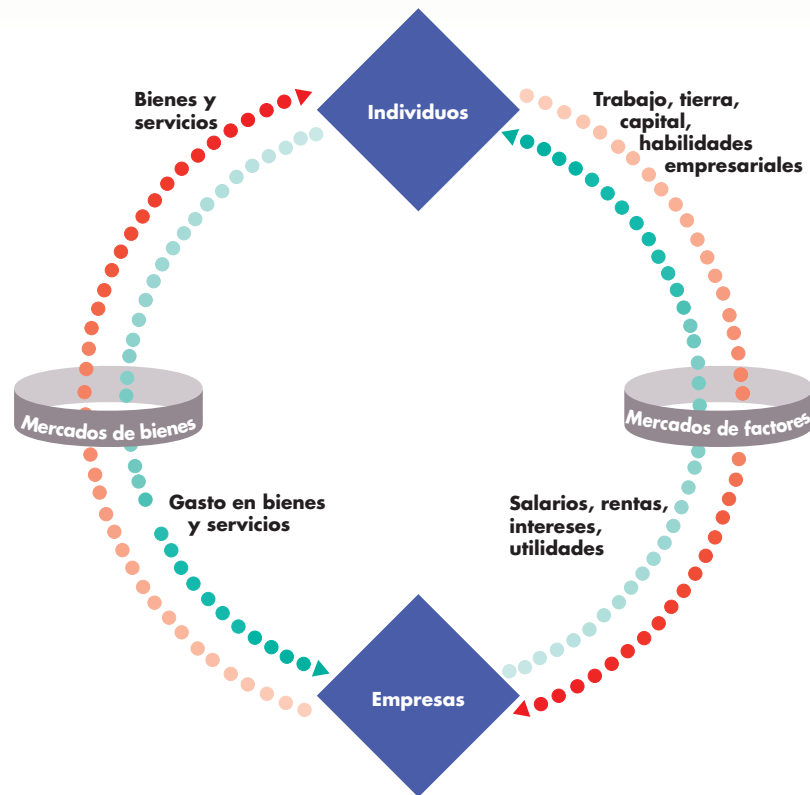 Individuos
Bienes y
servicios
Trabajo, tierra,
capital,
habilidades
empresariales
Mercados de bienes
Mercados de factores
Gasto en bienes
y servicios
Salarios, rentas,
intereses,
utilidades
Empresas